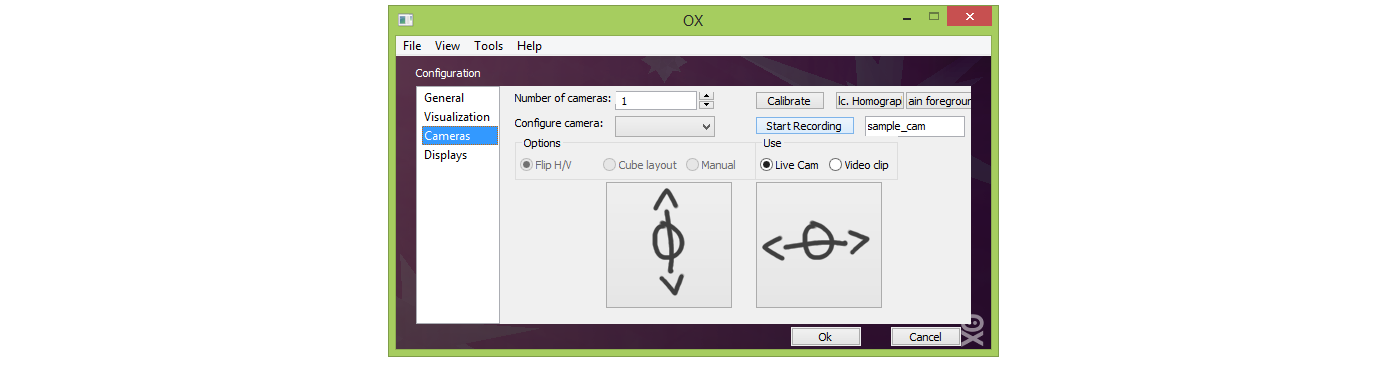 OX
File View Tools Help
Configuration
General
Visualization
Cameras
Displays
Number of cameras: 1 Calibrate lc. Homograp ain foregroun
Configure camera: Start Recording sample_cam
Options Use
Flip H/V Cube layout Manual Live Cam Video clip
Ok Cancel
OX